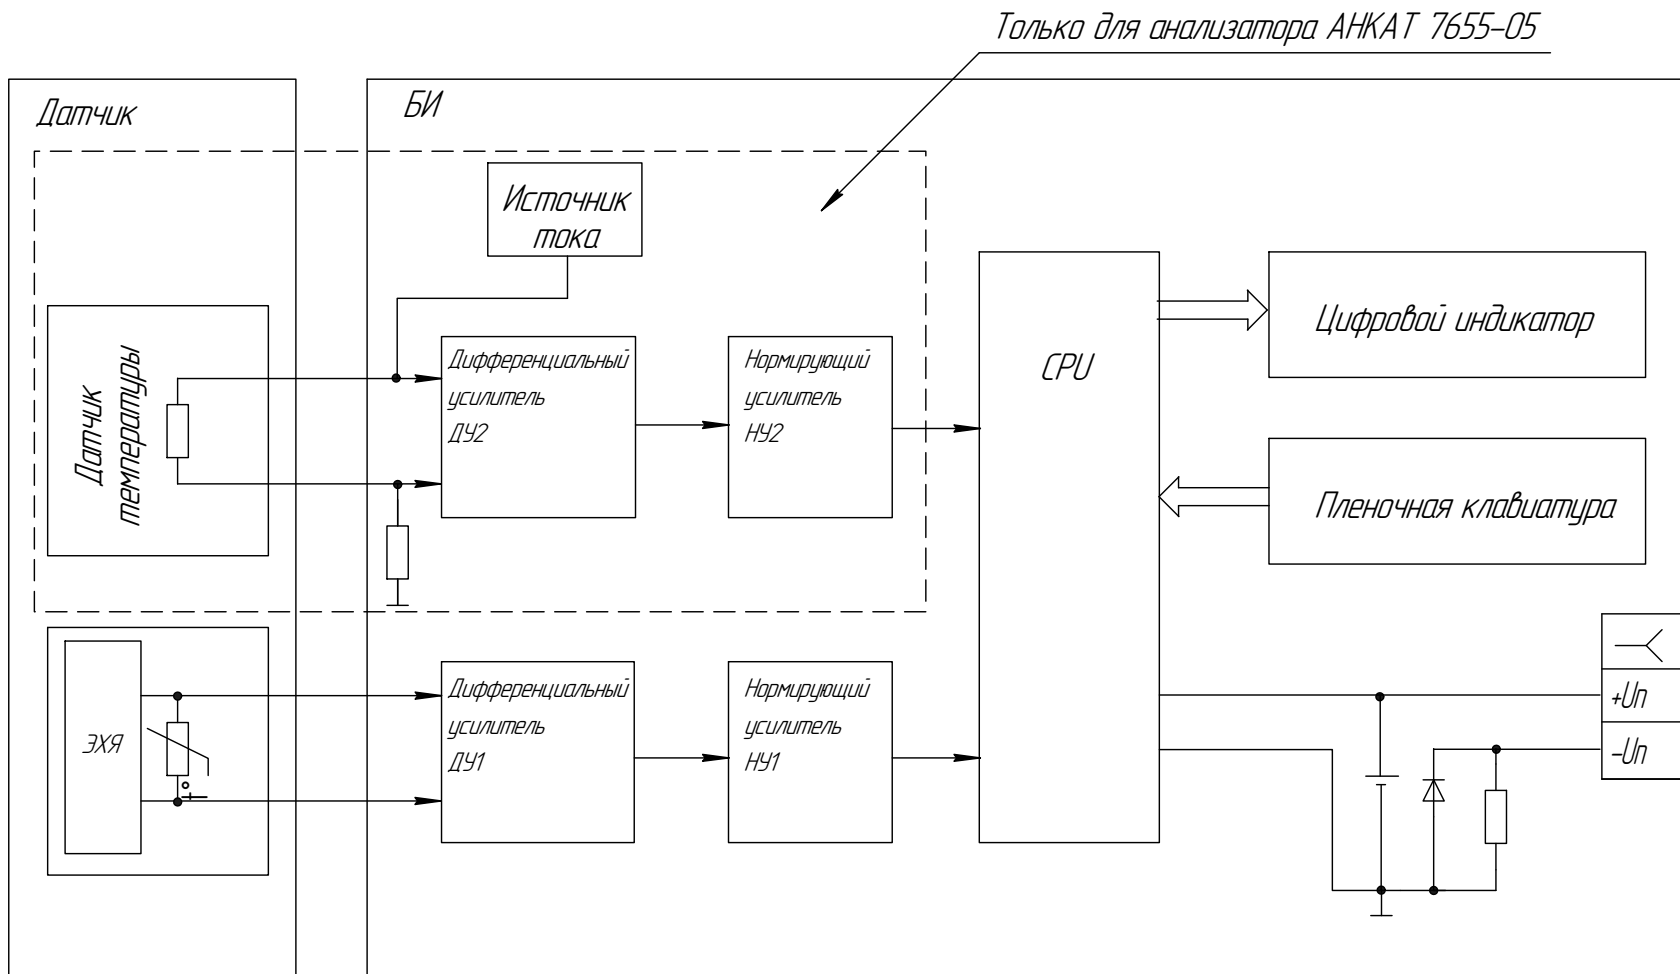 Только для анализатора АНКАТ 7655-05
Датчик
БИ
Источник
тока
Датчик
температуры
Дифференциальный
усилитель
ДУ2
Нормирующий
усилитель
НУ2
CPU
Цифровой индикатор
Пленочная клавиатура
ЭХЯ
t°
Дифференциальный
усилитель
ДУ1
Нормирующий
усилитель
НУ1
+Uп
-Uп